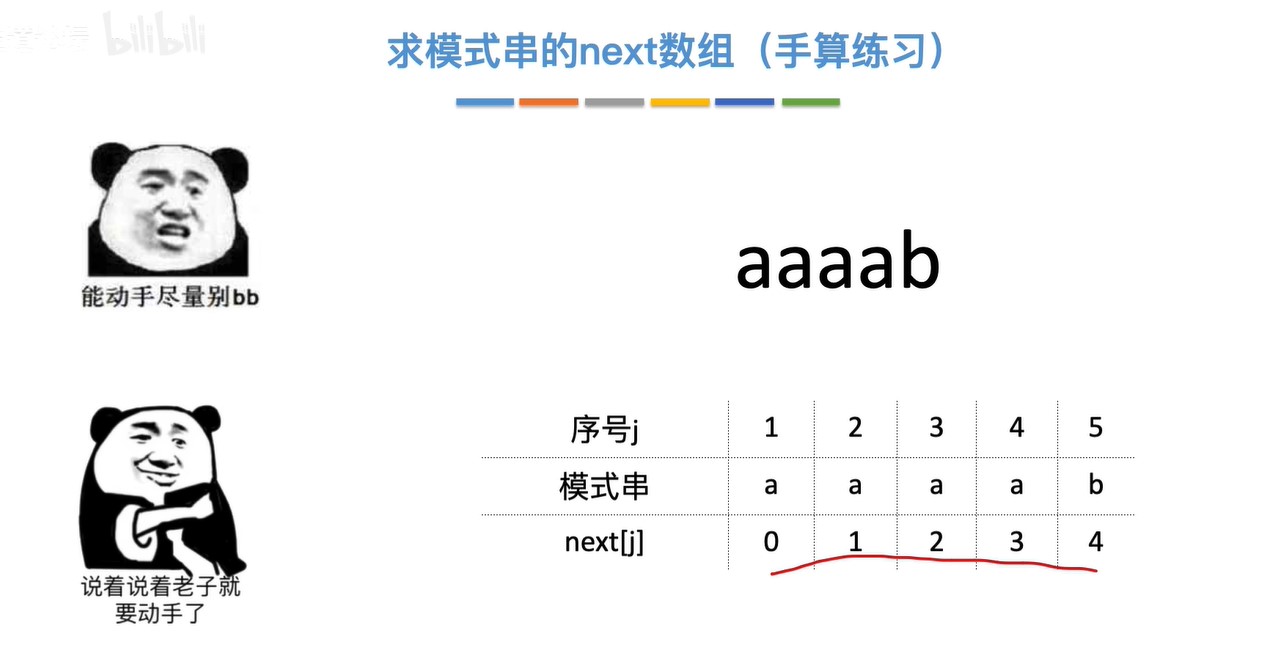 bilibili
求模式串的next数组（手算练习）
能动手尽量别bb
aaaab
说着说着老子就
要动手了
序号j 1 2 3 4 5
模式串 a a a a b
next[j] 0 1 2 3 4